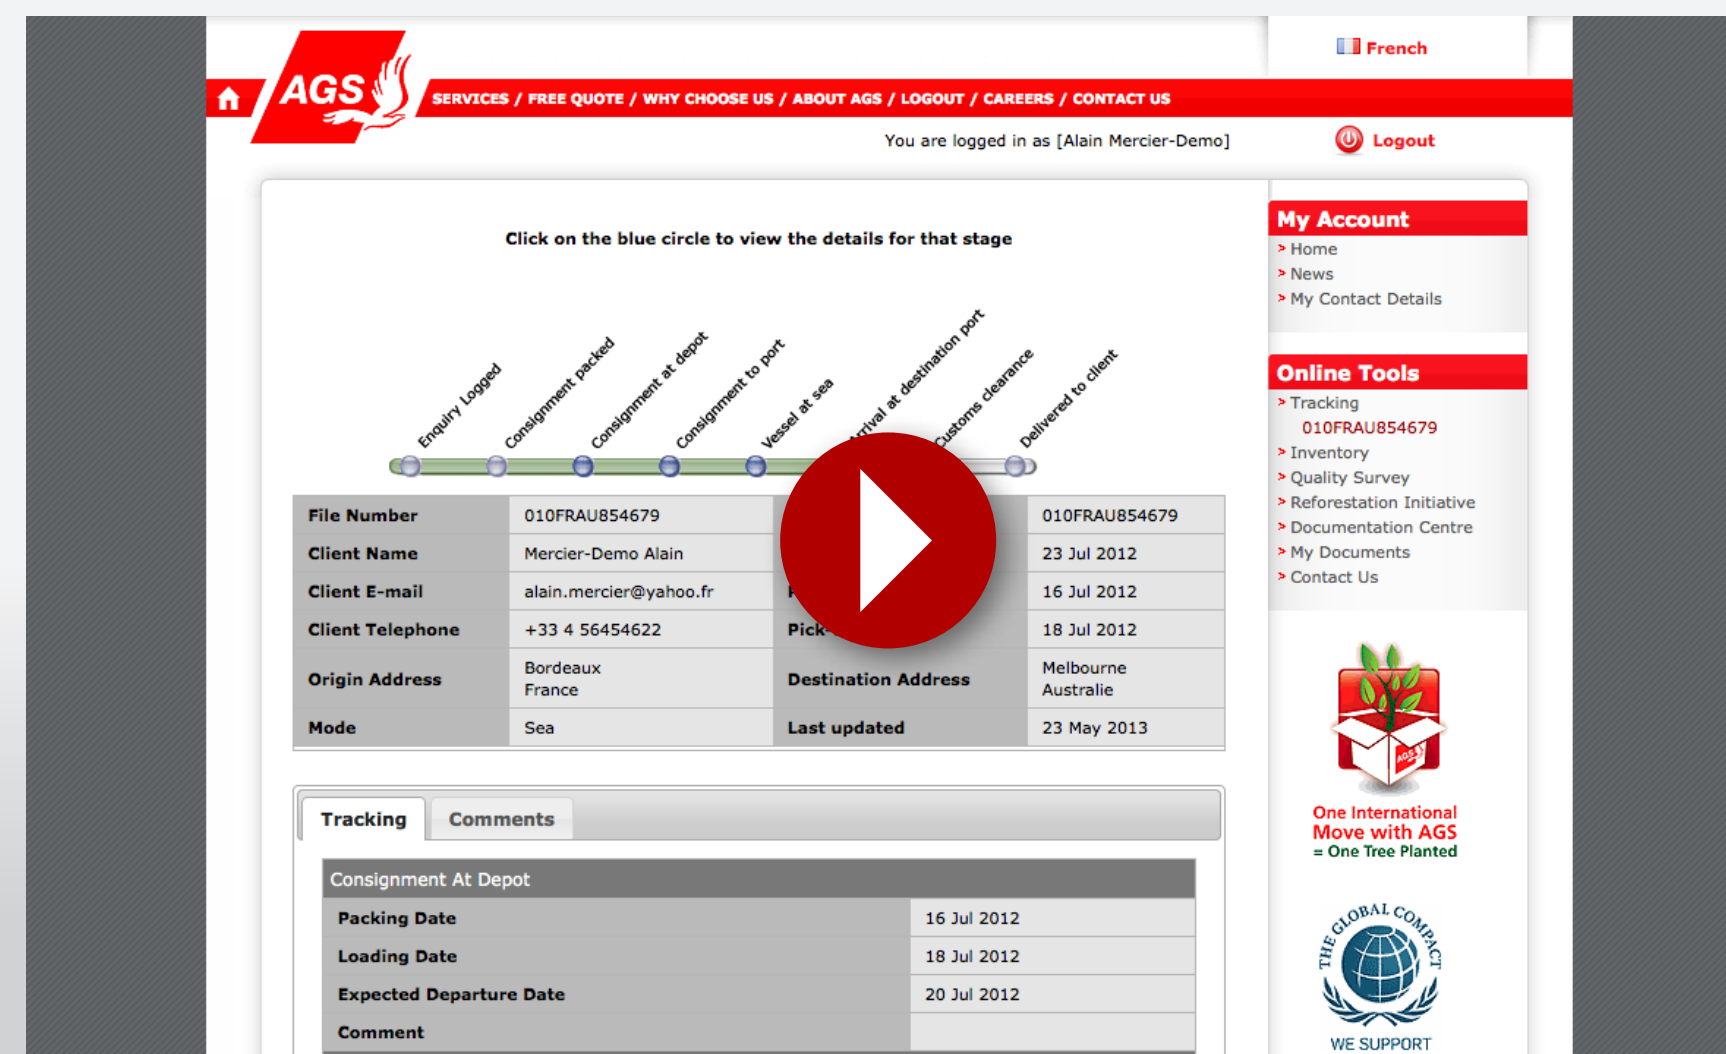 French
AGS
SERVICES / FREE QUOTE / WHY CHOOSE US / ABOUT AGS / LOGOUT / CAREERS / CONTACT US
You are logged in as [Alain Mercier-Demo]
Logout
Click on the blue circle to view the details for that stage
Enquiry Logged
Consignment packed
Consignment at depot
Consignment to port
Vessel at sea
Arrival at destination port
Customs clearance
Delivered to client
File Number 010FRAU854679 010FRAU854679
Client Name Mercier-Demo Alain 23 Jul 2012
Client E-mail alain.mercier@yahoo.fr 16 Jul 2012
Client Telephone +33 4 56454622 Pick- 18 Jul 2012
Origin Address Bordeaux
France
Destination Address Melbourne
Australie
Mode Sea Last updated 23 May 2013
Tracking Comments
Consignment At Depot
Packing Date 16 Jul 2012
Loading Date 18 Jul 2012
Expected Departure Date 20 Jul 2012
Comment
My Account
> Home
> News
> My Contact Details
Online Tools
> Tracking
010FRAU854679
> Inventory
> Quality Survey
> Reforestation Initiative
> Documentation Centre
> My Documents
> Contact Us
AGS
One International
Move with AGS
= One Tree Planted
THE GLOBAL COMPACT
WE SUPPORT